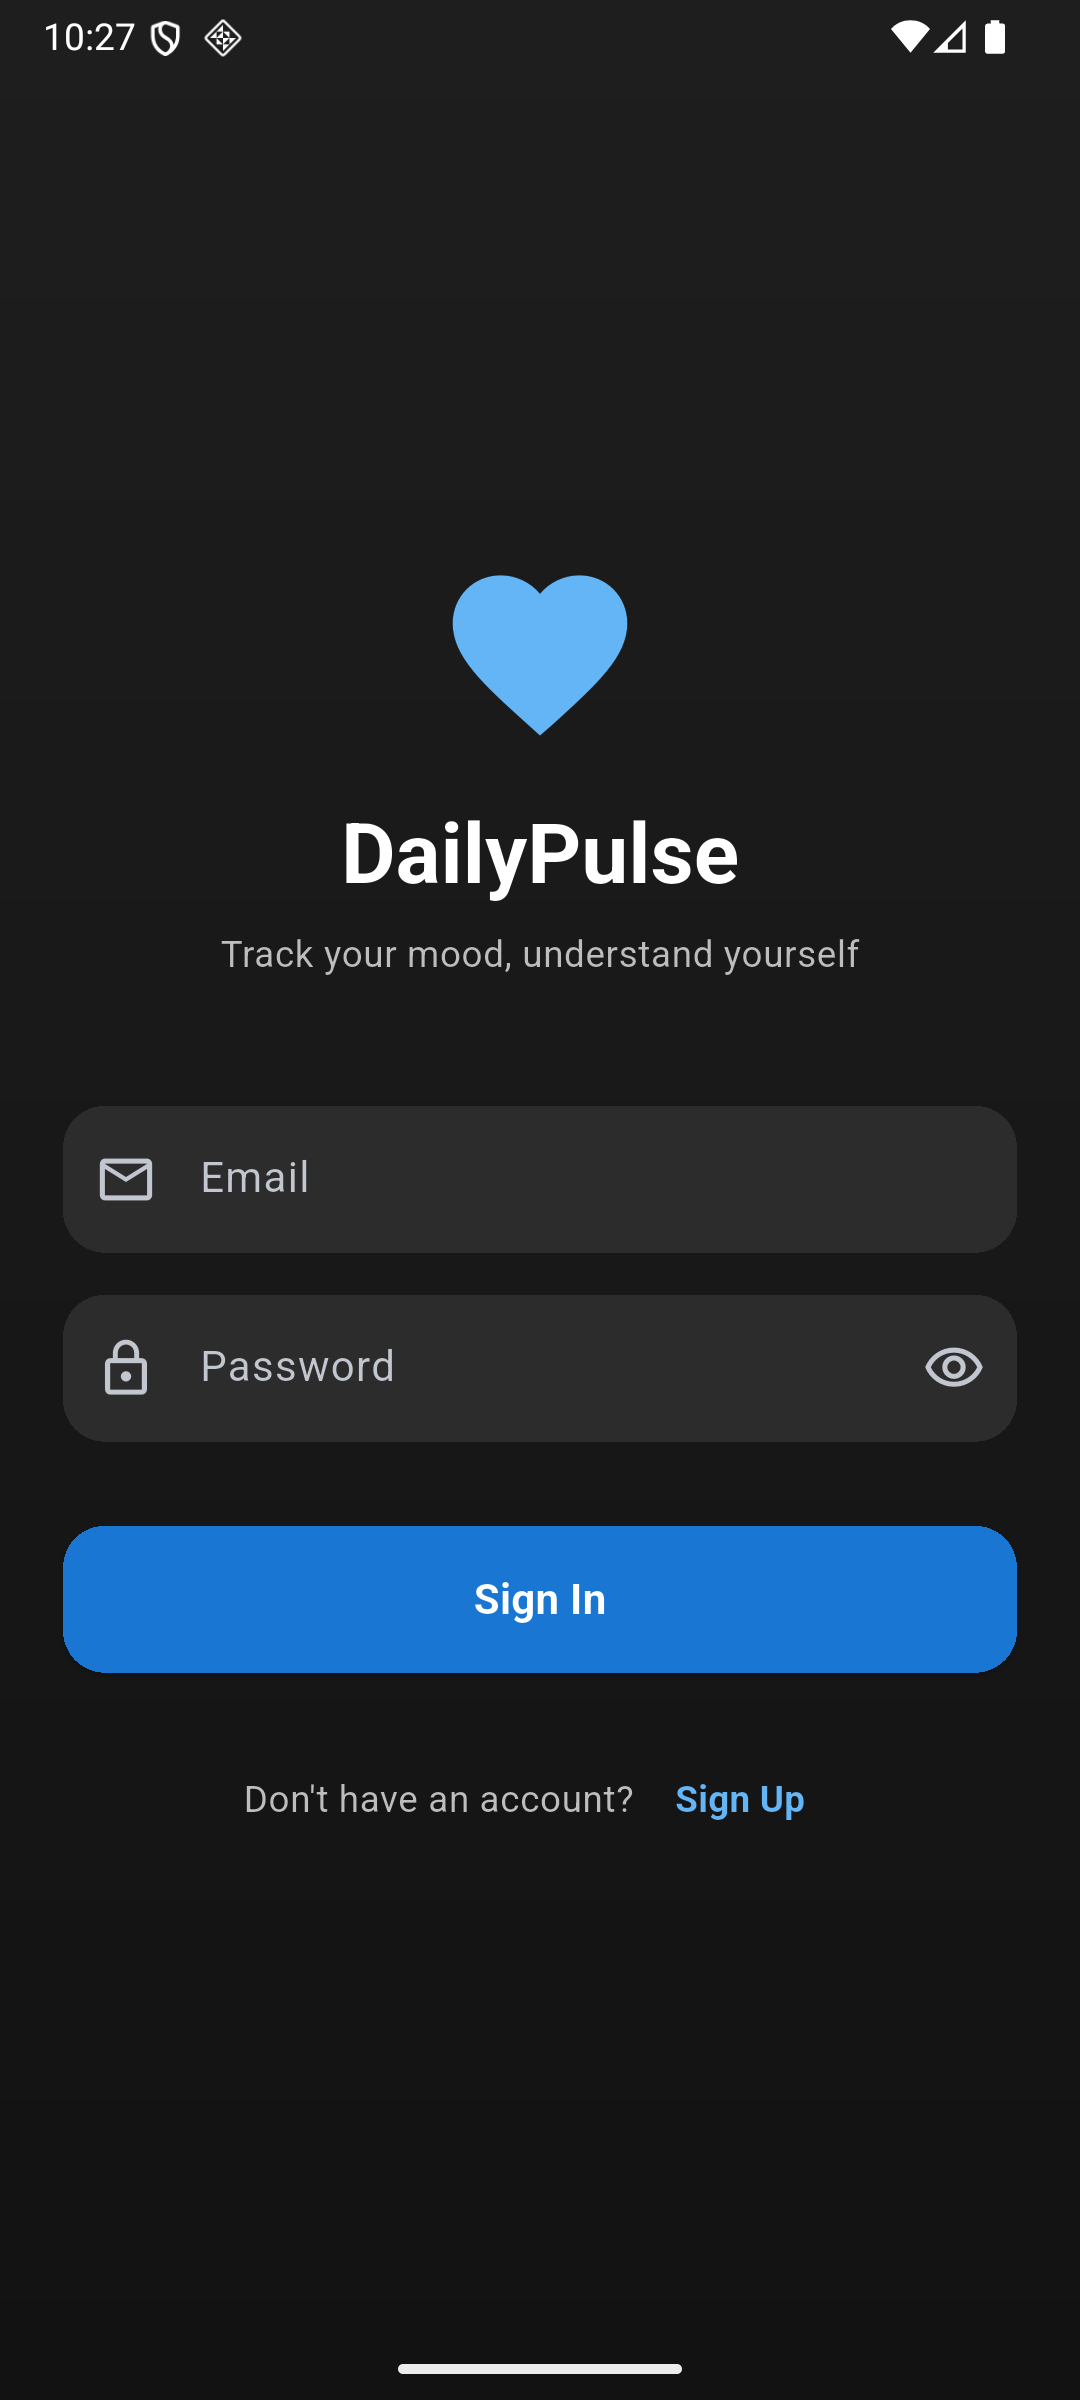 10:27
DailyPulse
Track your mood, understand yourself
Email
Password
Sign In
Don't have an account? Sign Up